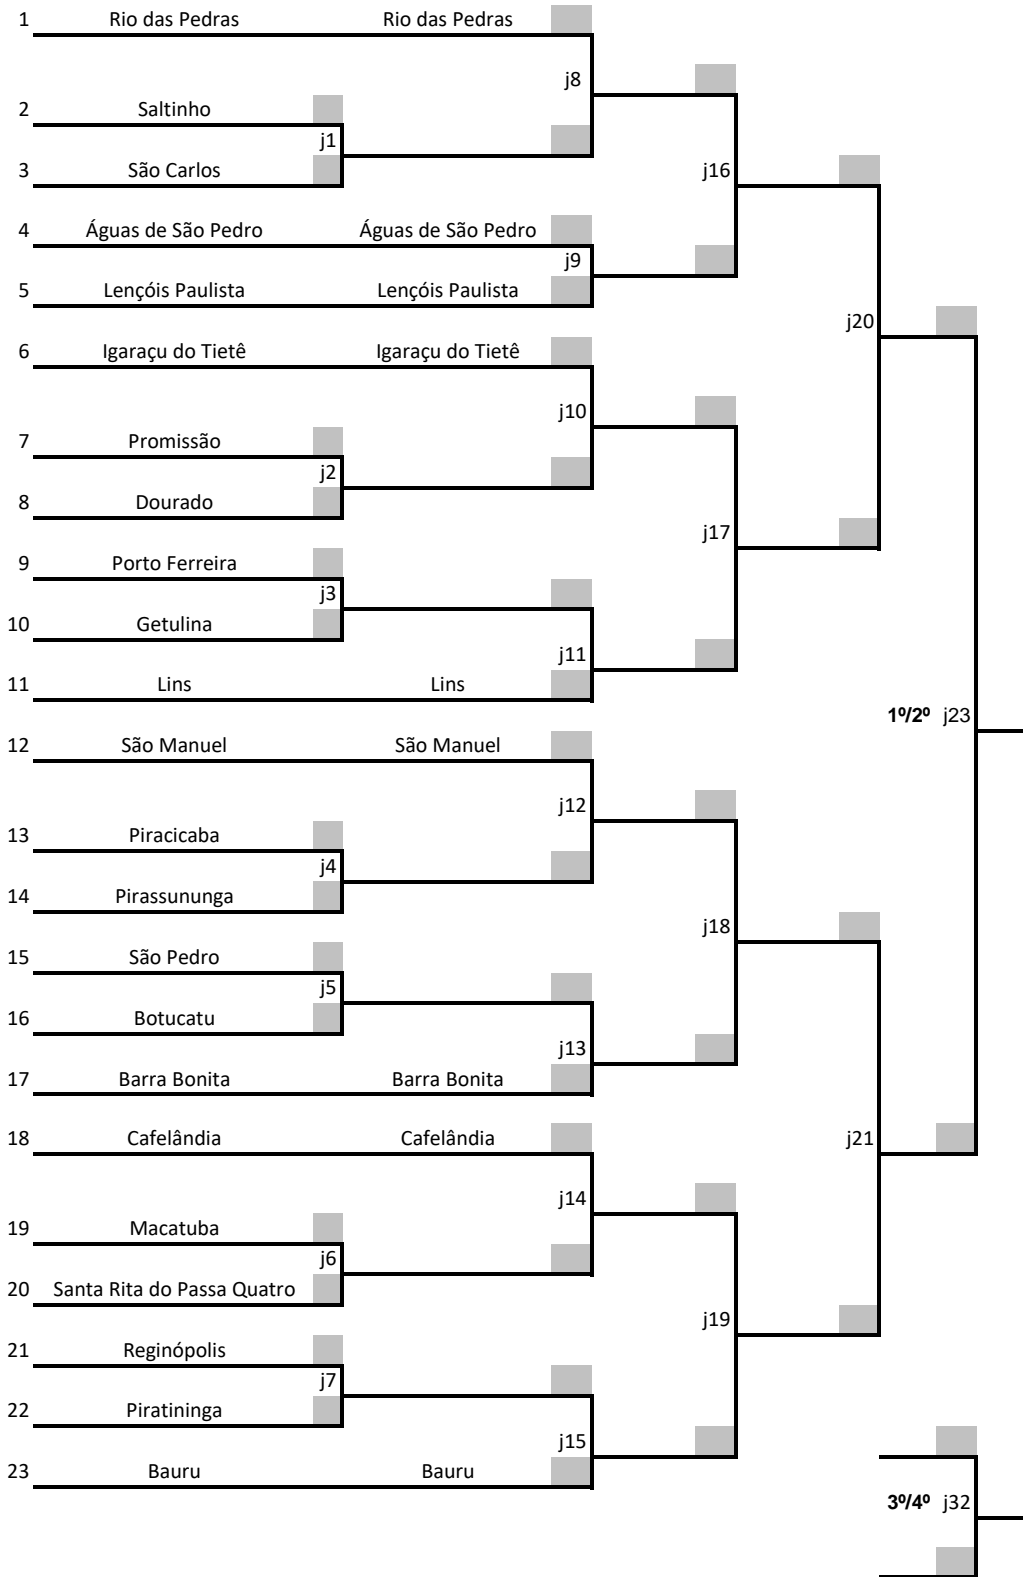 1 Rio das Pedras Rio das Pedras
j8
2 Saltinho
j1
3 São Carlos j16
4 Águas de São Pedro Águas de São Pedro
j9
5 Lençóis Paulista Lençóis Paulista
j20
6 Igaraçu do Tietê Igaraçu do Tietê
j10
7 Promissão
j2
8 Dourado
j17
9 Porto Ferreira
j3
10 Getulina
j11
11 Lins Lins
1º/2º j23
12 São Manuel São Manuel
j12
13 Piracicaba
j4
14 Pirassununga
j18
15 São Pedro
j5
16 Botucatu
j13
17 Barra Bonita Barra Bonita
18 Cafelândia Cafelândia j21
j14
19 Macatuba
j6
20 Santa Rita do Passa Quatro
j19
21 Reginópolis
j7
22 Piratininga
j15
23 Bauru Bauru
3º/4º j32